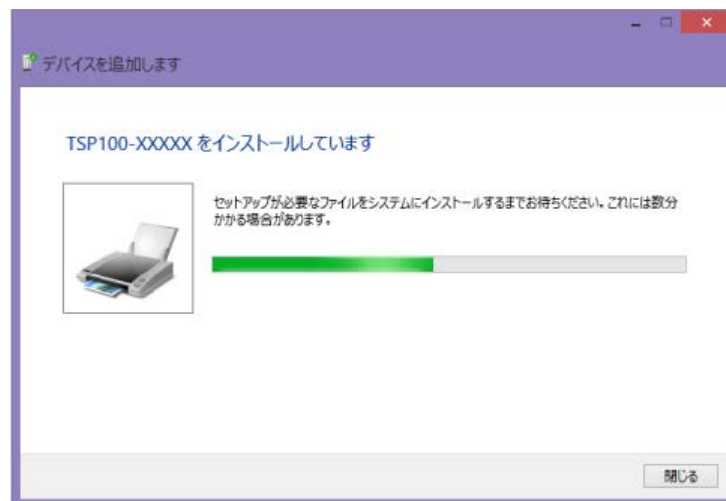 デバイスを追加します
TSP100-XXXXX をインストールしています
セットアップが必要なファイルをシステムにインストールするまでお待ちください。これには数分
かかる場合があります。
閉じる